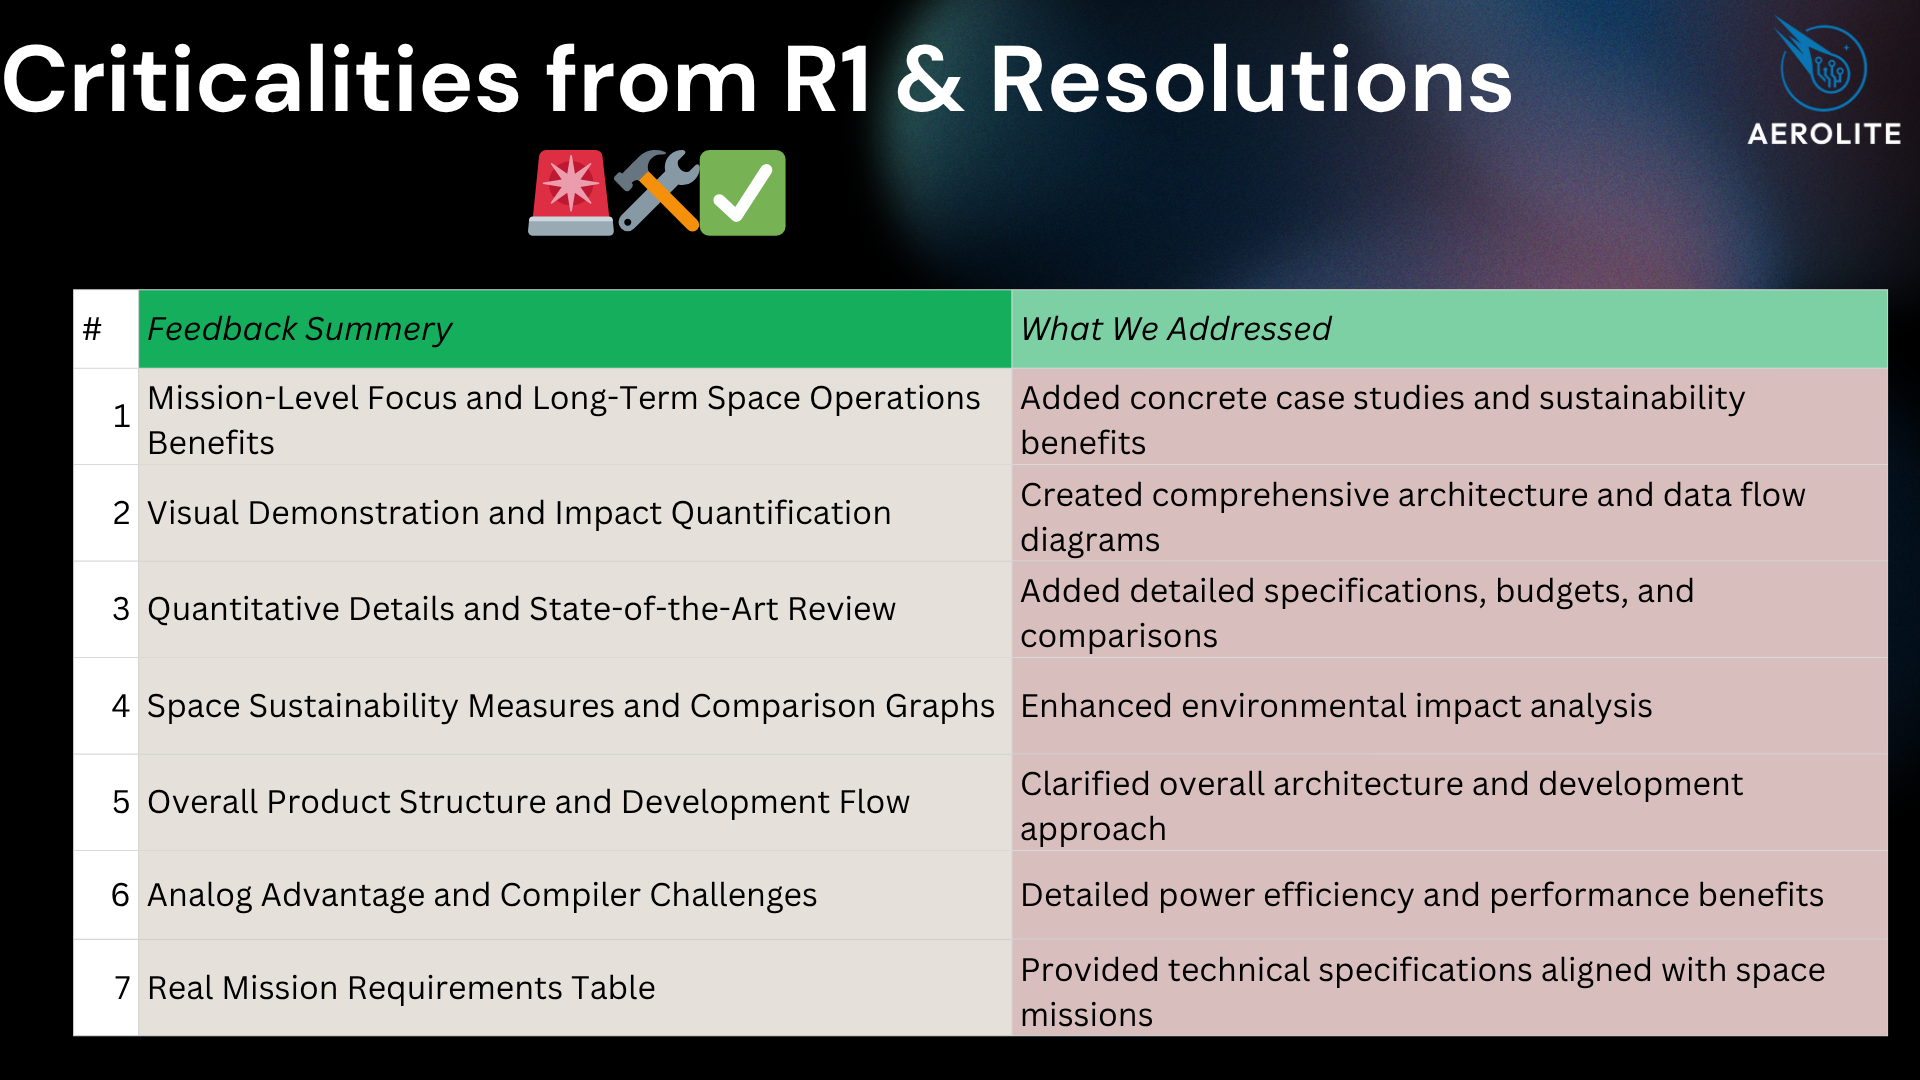 Criticalities from R1 & Resolutions
AEROLITE
# Feedback Summery What We Addressed
1 Mission-Level Focus and Long-Term Space Operations Benefits Added concrete case studies and sustainability benefits
2 Visual Demonstration and Impact Quantification Created comprehensive architecture and data flow diagrams
3 Quantitative Details and State-of-the-Art Review Added detailed specifications, budgets, and comparisons
4 Space Sustainability Measures and Comparison Graphs Enhanced environmental impact analysis
5 Overall Product Structure and Development Flow Clarified overall architecture and development approach
6 Analog Advantage and Compiler Challenges Detailed power efficiency and performance benefits
7 Real Mission Requirements Table Provided technical specifications aligned with space missions